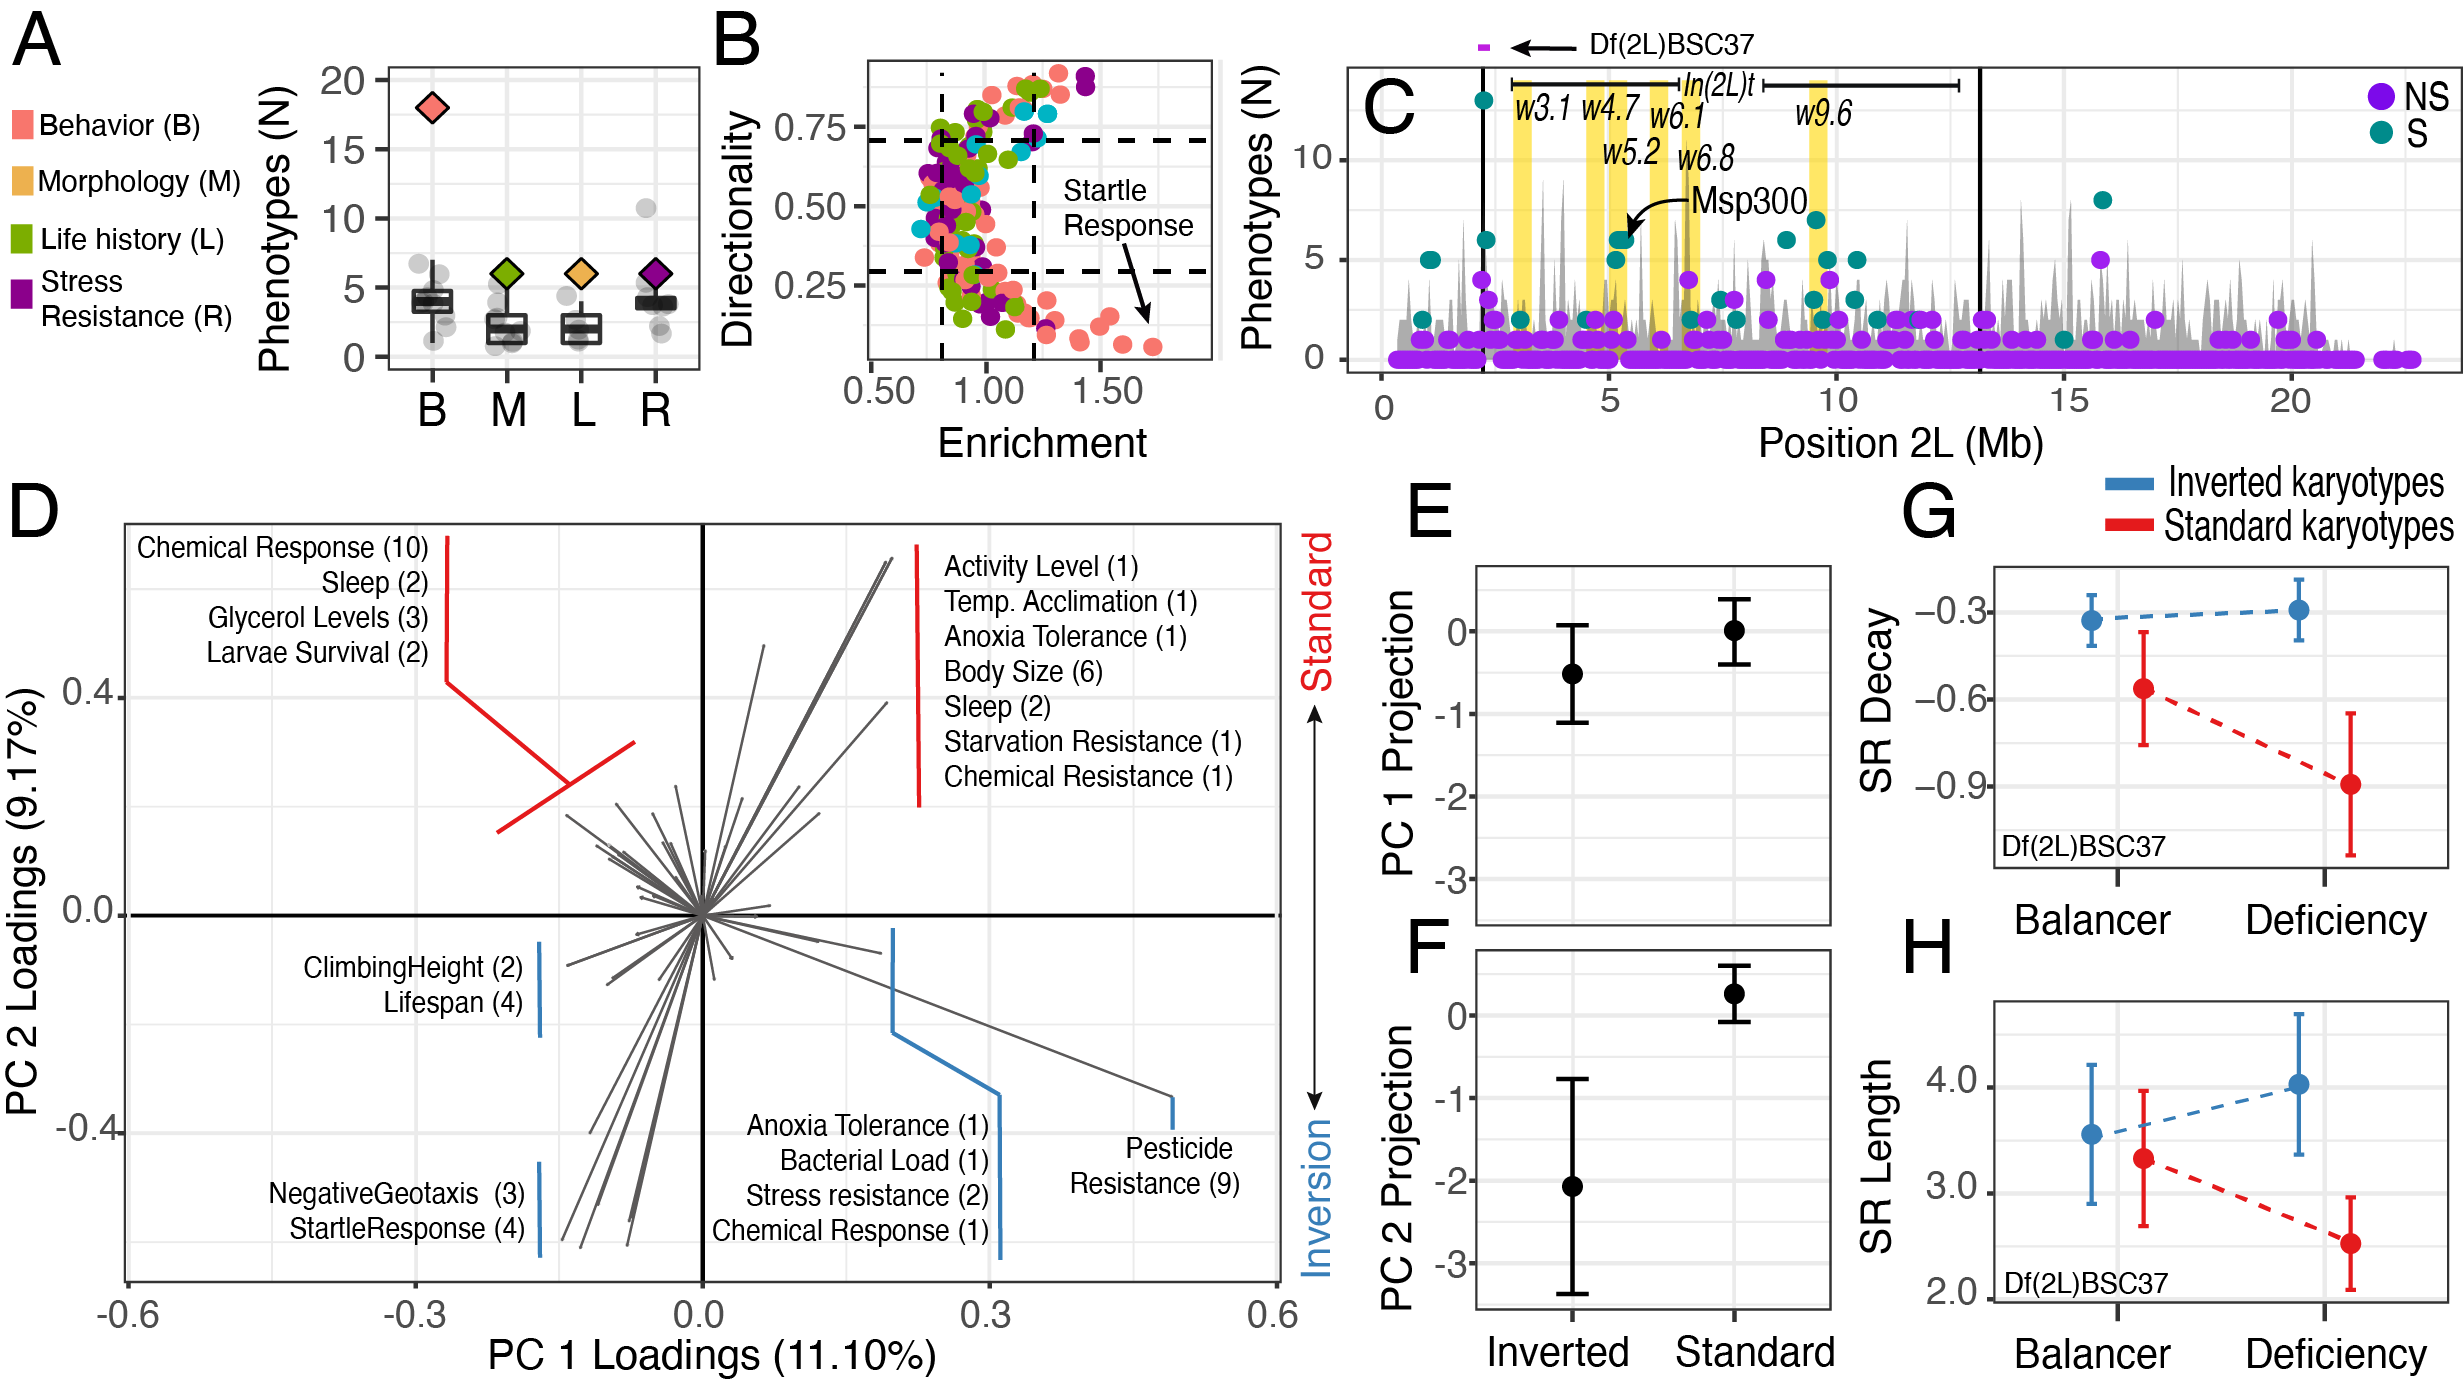 A
Behavior (B)
Morphology (M)
Life history (L)
Stress
Resistance (R)
Phenotypes (N)
20
15
10
5
0
B
M
L
R
B
Directionality
0.75
0.50
0.25
Startle
Response
0.50
1.00
1.50
Enrichment
Df(2L)BSC37
C
Phenotypes (N)
10
5
0
In(2L)t
w3.1
w4.7
w5.2
w6.1
w6.8
w9.6
Msp300
NS
S
0
5
10
15
20
Position 2L (Mb)
D
PC 2 Loadings (9.17%)
0.4
0.0
-0.4
Chemical Response (10)
Sleep (2)
Glycerol Levels (3)
Larvae Survival (2)
Activity Level (1)
Temp. Acclimation (1)
Anoxia Tolerance (1)
Body Size (6)
Sleep (2)
Starvation Resistance (1)
Chemical Resistance (1)
ClimbingHeight (2)
Lifespan (4)
NegativeGeotaxis (3)
StartleResponse (4)
Anoxia Tolerance (1)
Bacterial Load (1)
Stress resistance (2)
Chemical Response (1)
Pesticide
Resistance (9)
-0.6
-0.3
0.0
0.3
0.6
PC 1 Loadings (11.10%)
Standard
Inversion
E
PC 1 Projection
0
-1
-2
-3
F
PC 2 Projection
0
-1
-2
-3
Inverted
Standard
Inverted karyotypes
Standard karyotypes
G
SR Decay
−0.3
−0.6
−0.9
Df(2L)BSC37
Balancer
Deficiency
H
SR Length
4.0
3.0
2.0
Df(2L)BSC37
Balancer
Deficiency